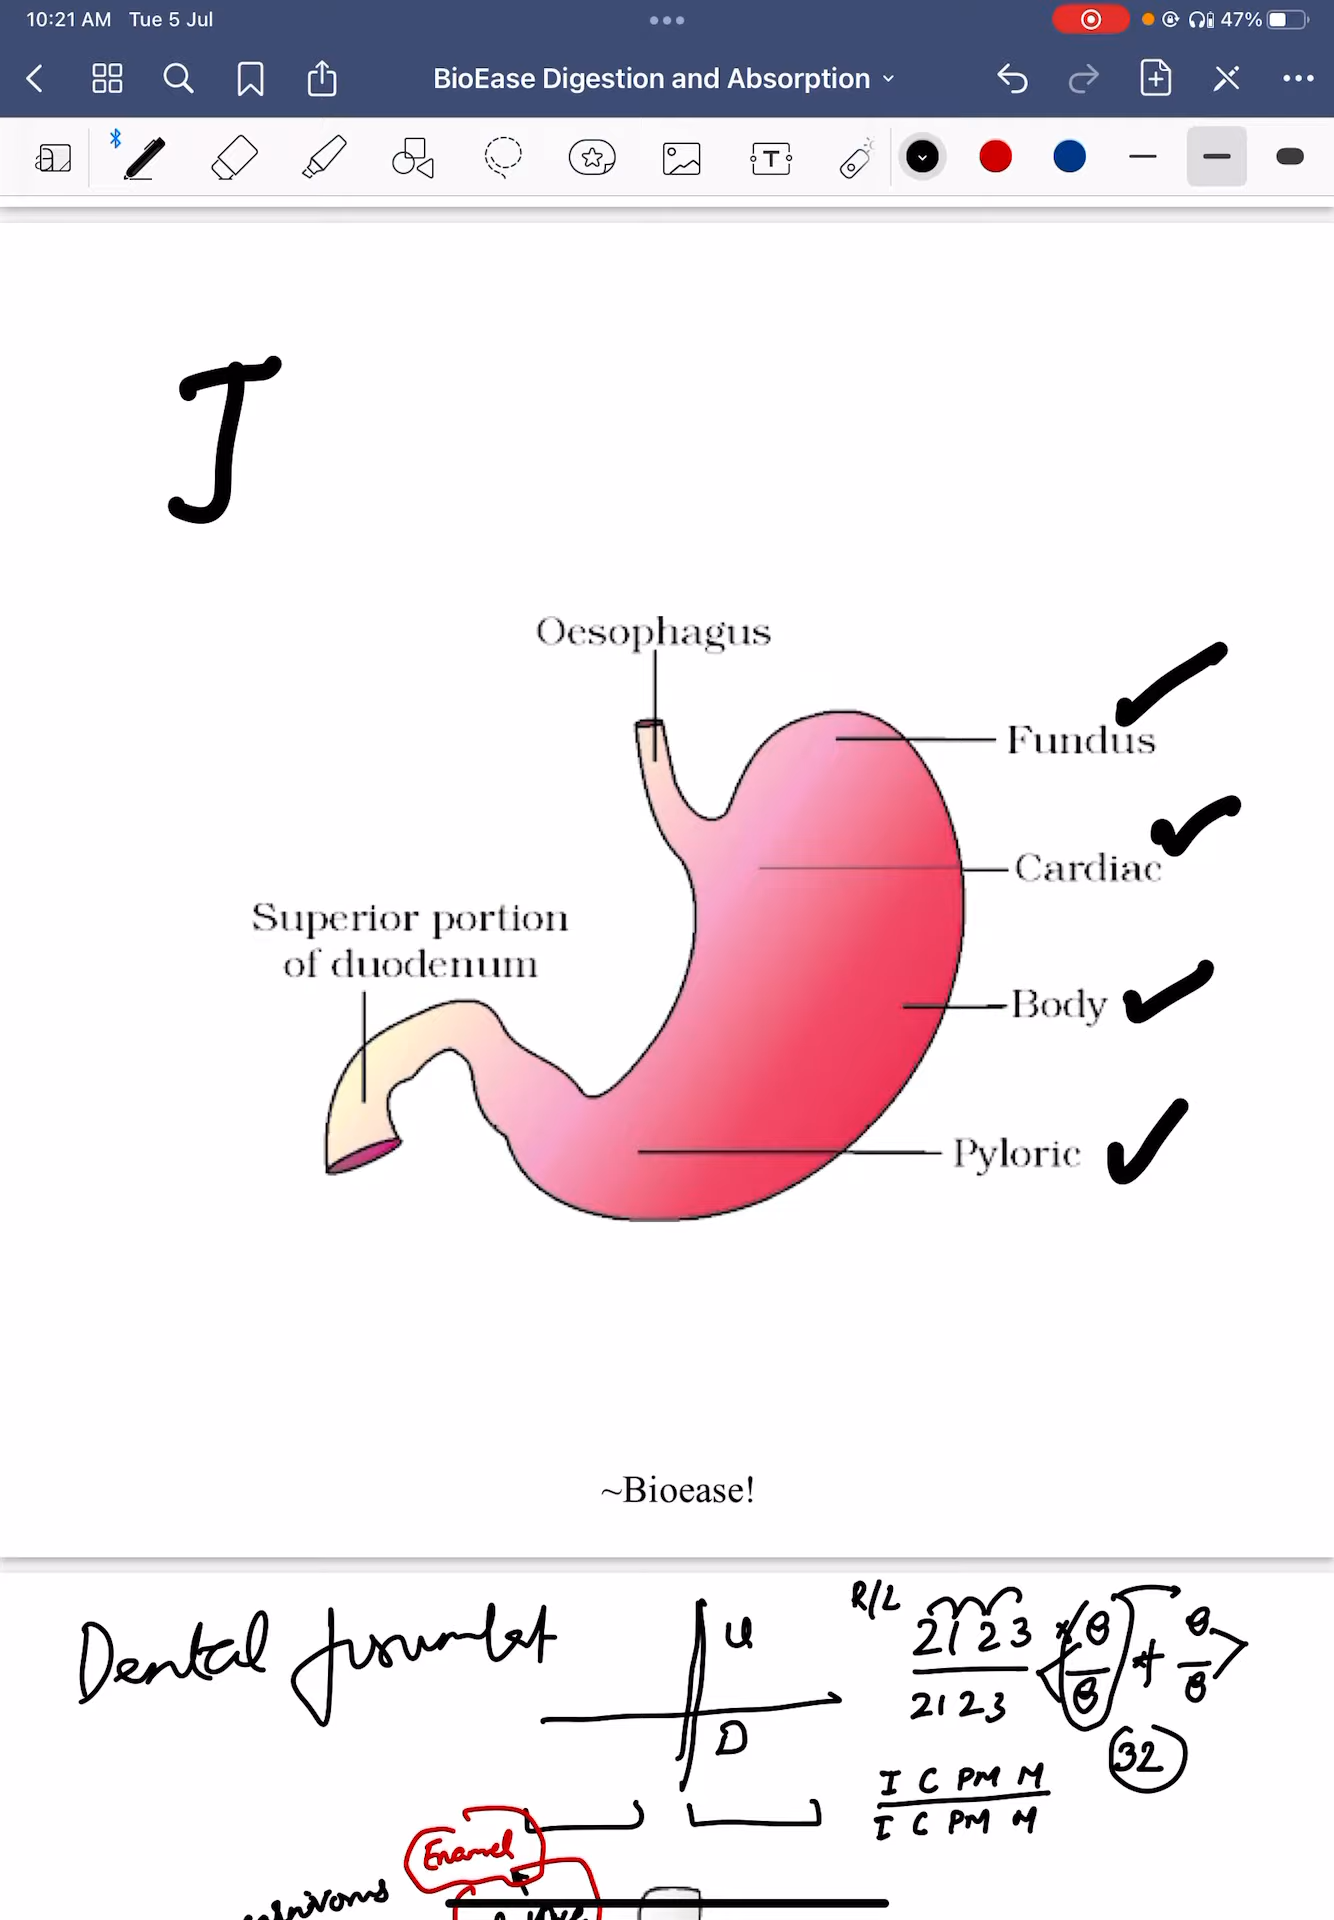 10:21 AM Tue 5 Jul
47%
BioEase Digestion and Absorption
T
J
Oesophagus
Fundus
Cardiac
Superior portion
of duodenum
Body
Pyloric
~Bioease!
Dental
R/L
2123
2123
8
8
+
8
8
U
D
32
I C PM M
I C PM M
Enamel